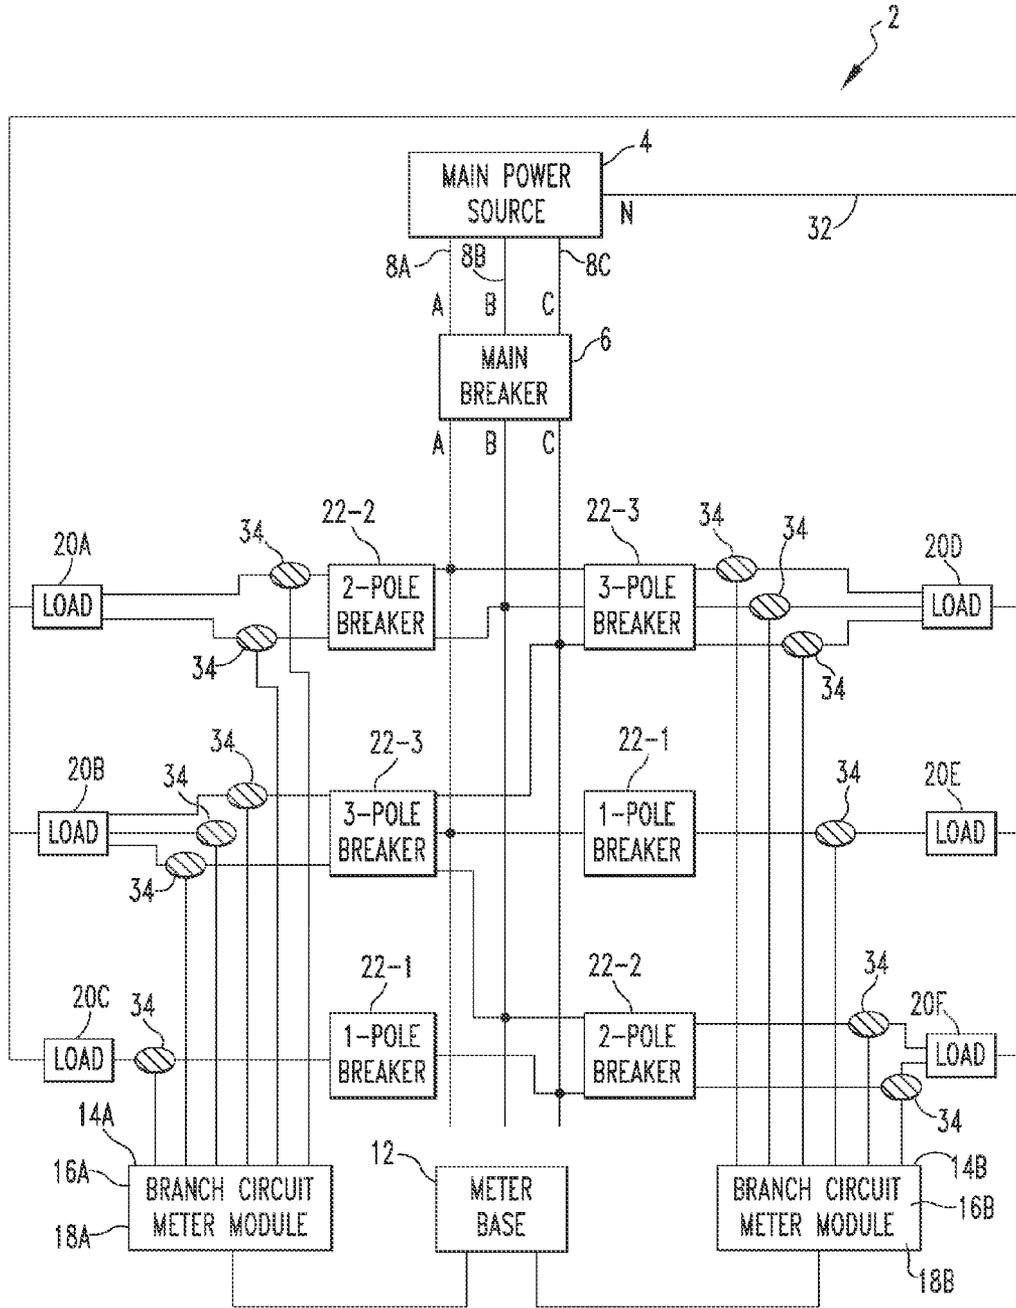 2
4
MAIN POWER
SOURCE
N
32
8A
8B
8C
A
B
C
6
MAIN
BREAKER
A
B
C
20A
34
22-2
22-3
34
34
20D
LOAD
2-POLE
BREAKER
3-POLE
BREAKER
LOAD
34
34
20B
34
34
22-3
22-1
34
20E
LOAD
3-POLE
BREAKER
1-POLE
BREAKER
LOAD
34
20C
34
22-1
22-2
34
20F
LOAD
1-POLE
BREAKER
2-POLE
BREAKER
LOAD
34
14A
16A
18A
BRANCH CIRCUIT
METER MODULE
12
METER
BASE
BRANCH CIRCUIT
METER MODULE
14B
16B
18B